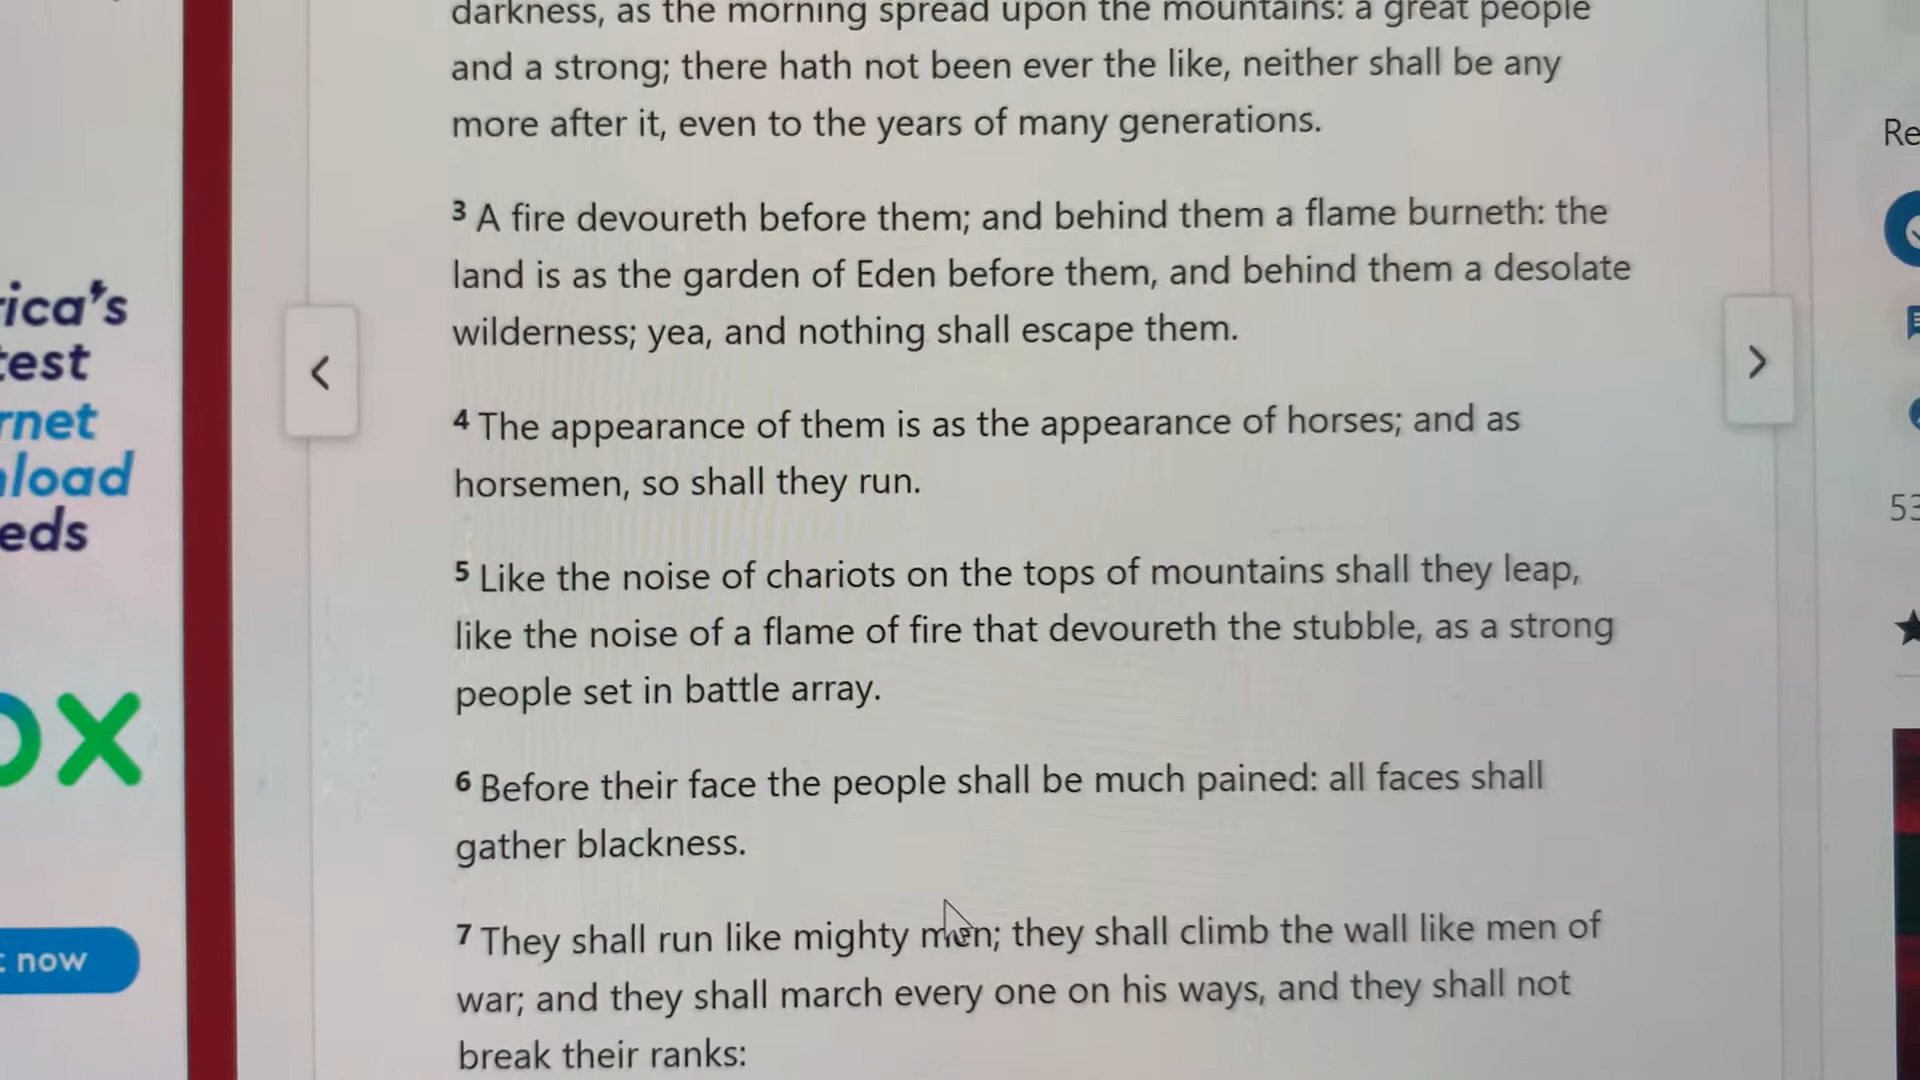 darkness, as the morning spread upon the mountains: a great people
and a strong; there hath not been ever the like, neither shall be any
more after it, even to the years of many generations.
3 A fire devoureth before them; and behind them a flame burneth: the
land is as the garden of Eden before them, and behind them a desolate
wilderness; yea, and nothing shall escape them.
4 The appearance of them is as the appearance of horses; and as
horsemen, so shall they run.
5 Like the noise of chariots on the tops of mountains shall they leap,
like the noise of a flame of fire that devoureth the stubble, as a strong
people set in battle array.
6 Before their face the people shall be much pained: all faces shall
gather blackness.
7 They shall run like mighty men; they shall climb the wall like men of
war; and they shall march every one on his ways, and they shall not
break their ranks:
ica's
test
rnet
load
eds
ox
now
Re
53